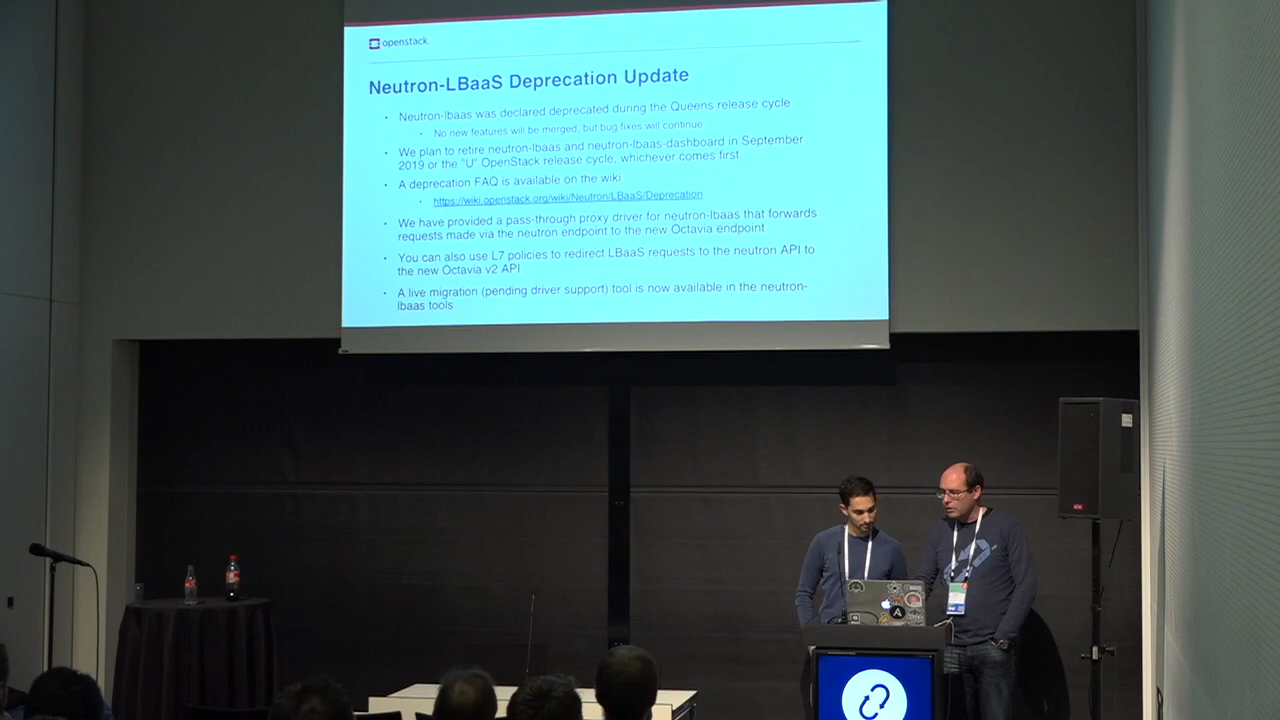 openstack
Neutron-LBaaS Deprecation Update
• Neutron-lbaas was declared deprecated during the Queens release cycle
• No new features will be merged, but bug fixes will continue
• We plan to retire neutron-lbaas and neutron-lbaas-dashboard in September
2019 or the "U" OpenStack release cycle, whichever comes first.
• A deprecation FAQ is available on the wiki
• https://wiki.openstack.org/wiki/Neutron/LBaaS/Deprecation
• We have provided a pass-through proxy driver for neutron-lbaas that forwards
requests made via the neutron endpoint to the new Octavia endpoint
• You can also use L7 policies to redirect LBaaS requests to the neutron API to
the new Octavia v2 API
• A live migration (pending driver support) tool is now available in the neutron-
lbaas tools